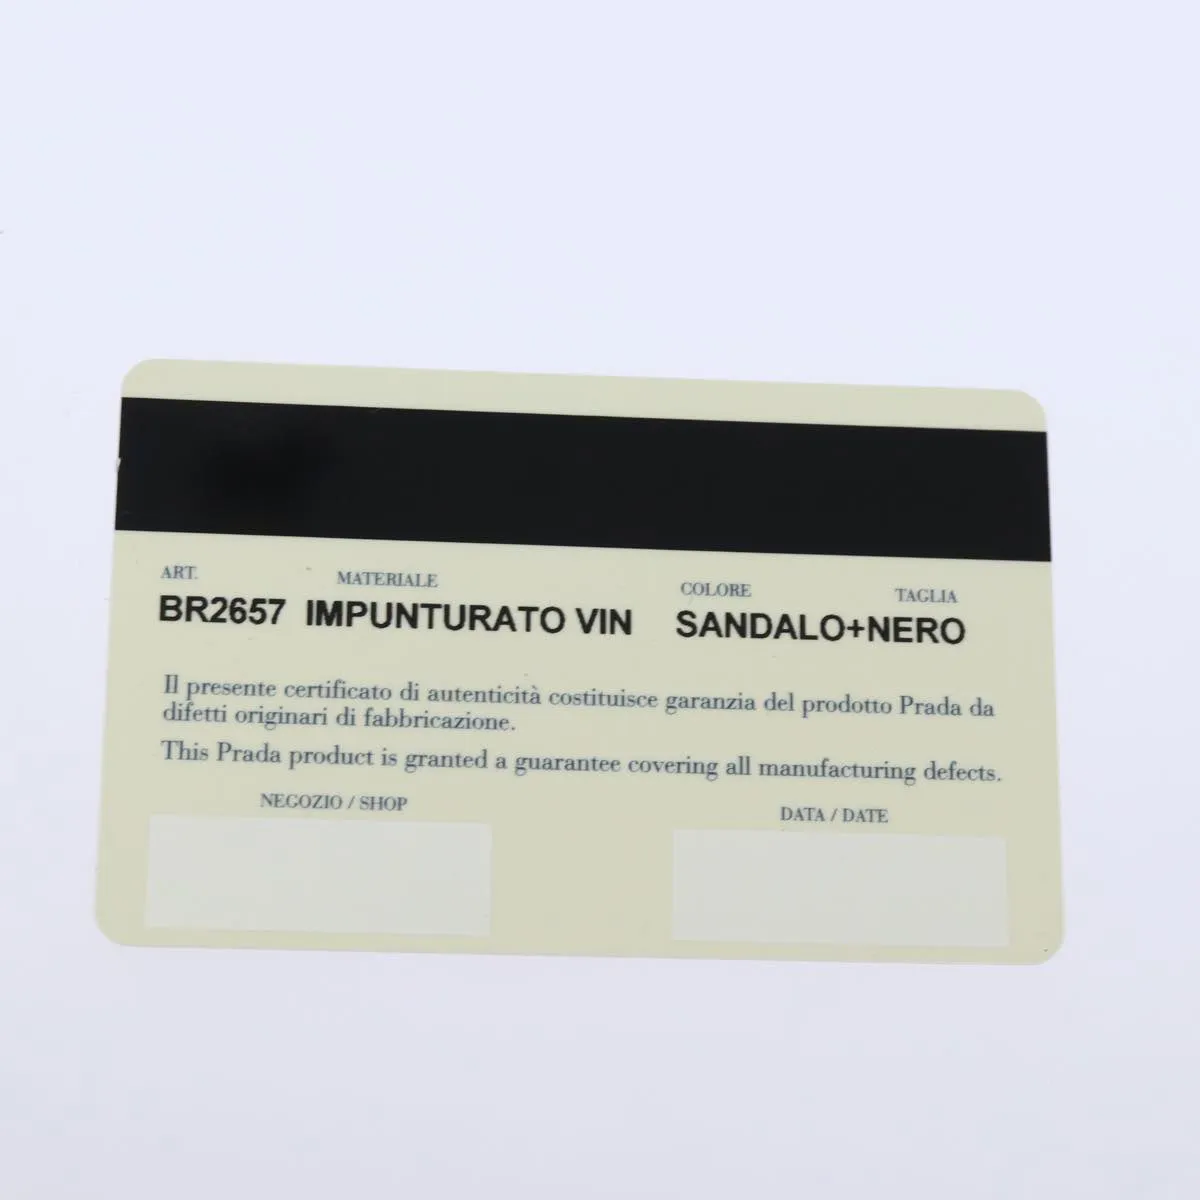 ART. MATERIALE COLORE TAGLIA
BR2657 IMPUNTURATO VIN SANDALO+NERO
Il presente certificato di autenticità costituisce garanzia del prodotto Prada da
difetti originari di fabbricazione.
This Prada product is granted a guarantee covering all manufacturing defects.
NEGOZIO / SHOP DATA / DATE